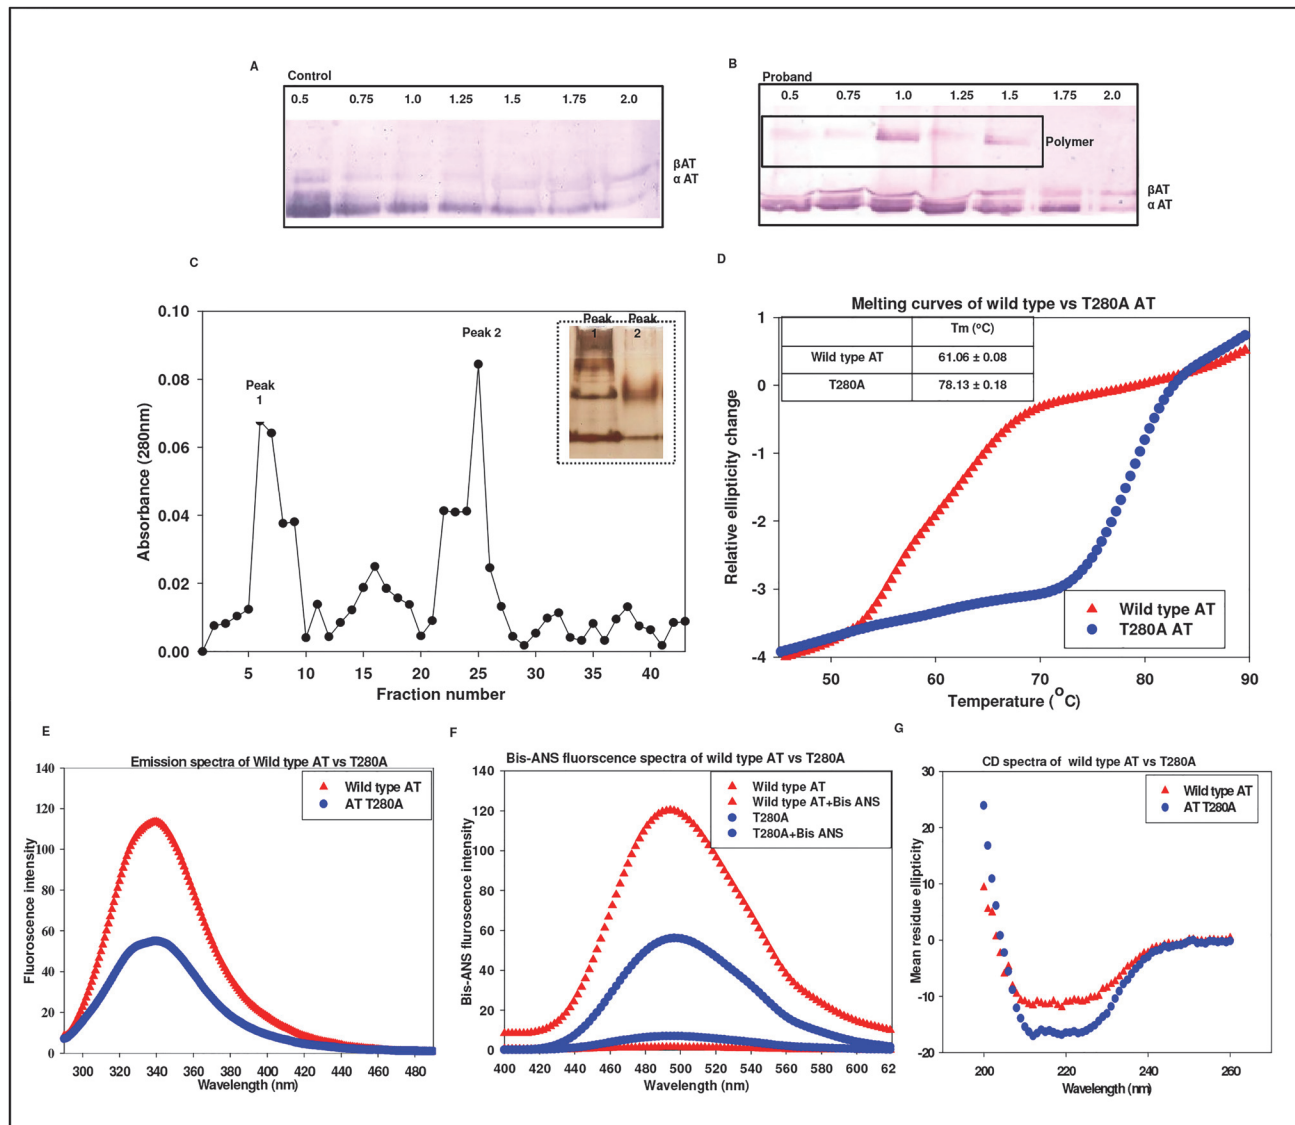 A
Control
0.5 0.75 1.0 1.25 1.5 1.75 2.0
βAT
α AT
B
Proband
0.5 0.75 1.0 1.25 1.5 1.75 2.0
Polymer
βAT
α AT
C
Absorbance (280nm)
0.10
0.08
0.06
0.04
0.02
0.00
Peak
1
Peak 2
Peak Peak
1 2
5 10 15 20 25 30 35 40
Fraction number
D
Melting curves of wild type vs T280A AT
Tm (oC)
Wild type AT 61.06 ± 0.08
T280A 78.13 ± 0.18
Relative ellipticity change
1
0
-1
-2
-3
-4
Wild type AT
T280A AT
50 60 70 80 90
Temperature (OC)
E
Emission spectra of Wild type AT vs T280A
Wild type AT
AT T280A
Fluoroscence intensity
140
120
100
80
60
40
20
0
300 320 340 360 380 400 420 440 460 480
Wavelength (nm)
F
Bis-ANS fluorscence spectra of wild type AT vs T280A
Wild type AT
Wild type AT+Bis ANS
T280A
T280A+Bis ANS
Bis-ANS furoscence intensity
140
120
100
80
60
40
20
0
400 420 440 460 480 500 520 540 560 580 600 62
Wavelength (nm)
G
CD spectra of wild type AT vs T280A
Wild type AT
AT T280A
Mean residue ellipticity
30
20
10
0
-10
-20
200 220 240 260
Wavelength (nm)